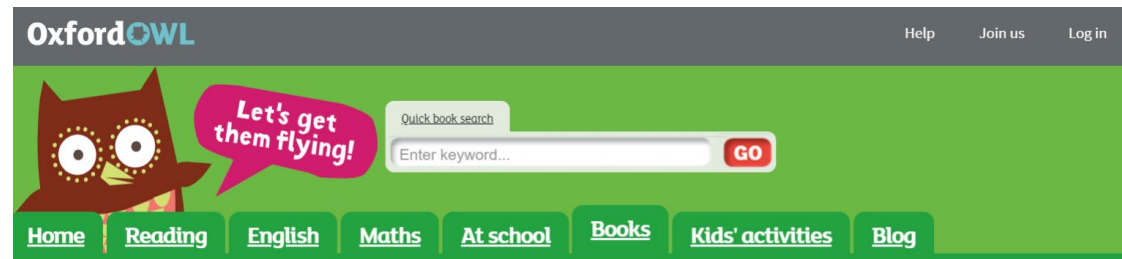 OxfordOWL
Help Join us Log in
Let's get
them flying!
Quick book search
Enter keyword...
GO
Home Reading English Maths At school Books Kids' activities Blog